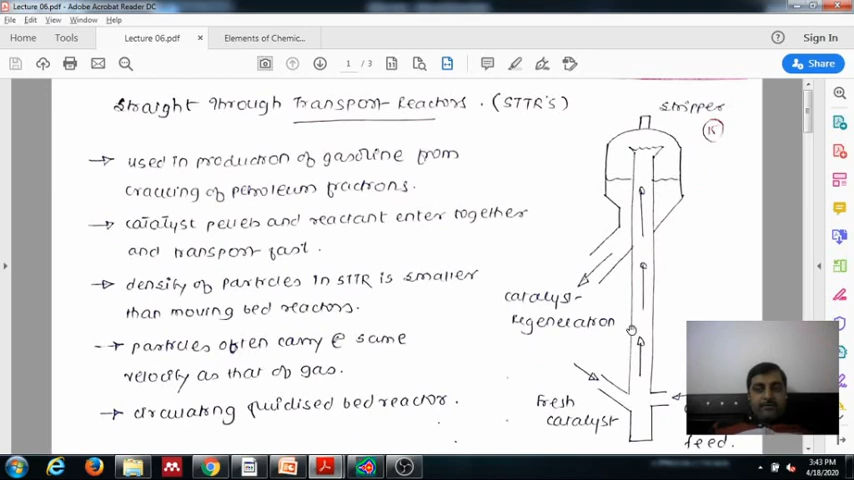 Lecture 06.pdf - Adobe Acrobat Reader DC
File Edit View Window Help
Home Tools Lecture 06.pdf × Elements of Chemic... Sign In
1 / 3 Share
Straight through Transport Reactors. (STTR's)
stripper
15
used in production of gasoline from
cracking of petroleum fractions.
catalyst pellets and reactant enter together
and transport fast.
density of particles in STTR is smaller
than moving bed reactors.
catalyst-
Regeneration
particles often carry @ same
velocity as that of gas.
circulating fluidised bed reactor.
Fresh
catalyst
feed.
3:43 PM
4/18/2020